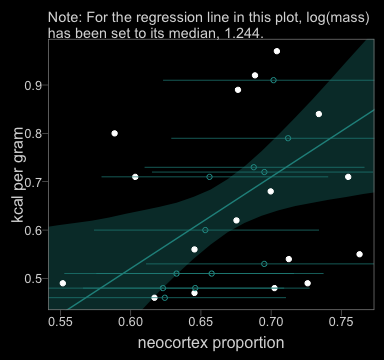 Note: For the regression line in this plot, log(mass)
has been set to its median, 1.244.
kcal per gram
0.9
0.8
0.7
0.6
0.5
0.55 0.60 0.65 0.70 0.75
neocortex proportion